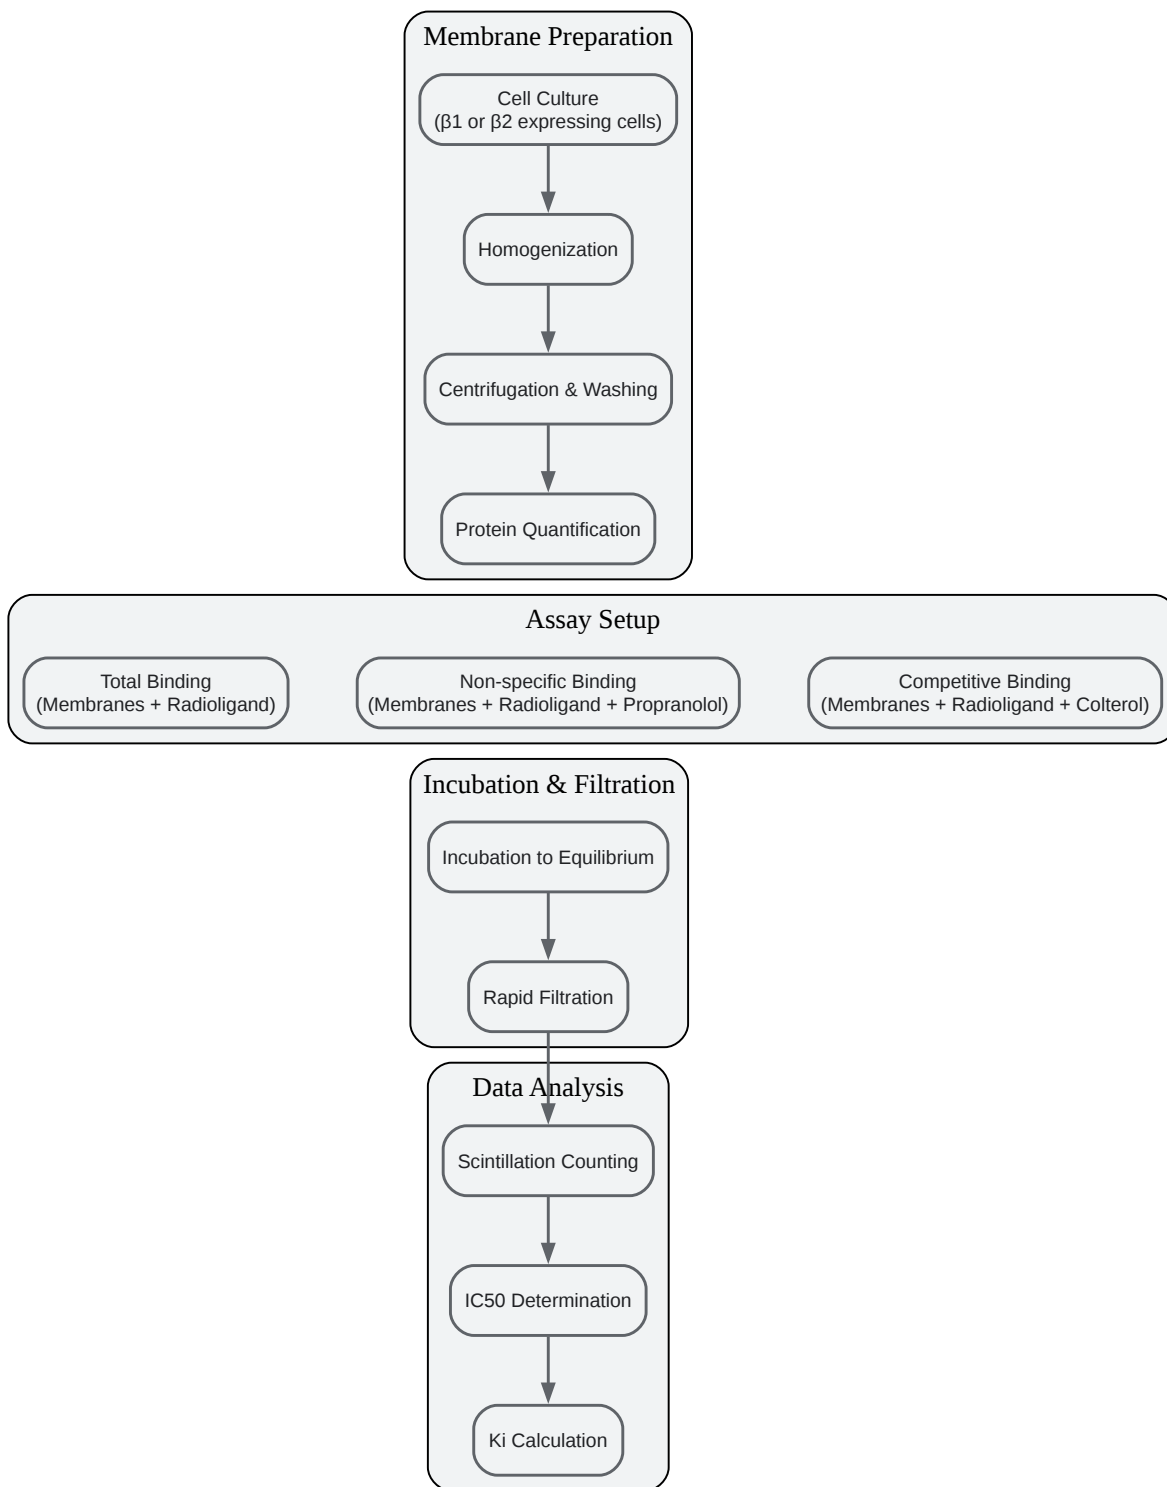 Membrane Preparation
Cell Culture
(β1 or β2 expressing cells)
Homogenization
Centrifugation & Washing
Protein Quantification
Assay Setup
Total Binding
(Membranes + Radioligand)
Non-specific Binding
(Membranes + Radioligand + Propranolol)
Competitive Binding
(Membranes + Radioligand + Colterol)
Incubation & Filtration
Incubation to Equilibrium
Rapid Filtration
Data Analysis
Scintillation Counting
IC50 Determination
Ki Calculation